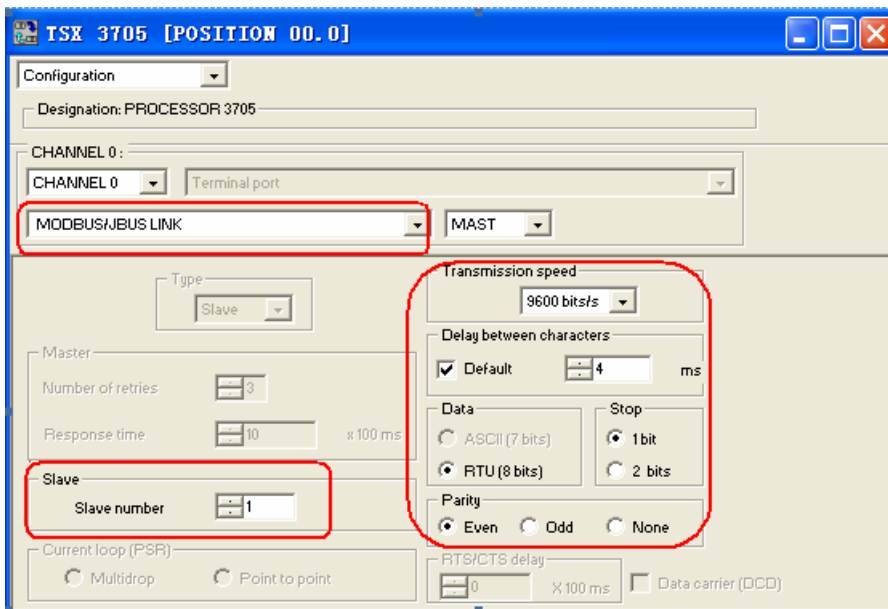 TSX 3705 [POSITION 00.0]
Configuration
Designation: PROCESSOR 3705
CHANNEL 0 :
CHANNEL 0
Terminal port
MODBUS/JBUS LINK
MAST
Type
Slave
Transmission speed
9600 bits/s
Master
Number of retries
3
Response time
10
x 100 ms
Delay between characters
Default
4
ms
Data
ASCII (7 bits)
RTU (8 bits)
Stop
1 bit
2 bits
Slave
Slave number
1
Parity
Even
Odd
None
Current loop (PSR)
Multidrop
Point to point
RTS/CTS delay
0
X 100 ms
Data carrier (DCD)